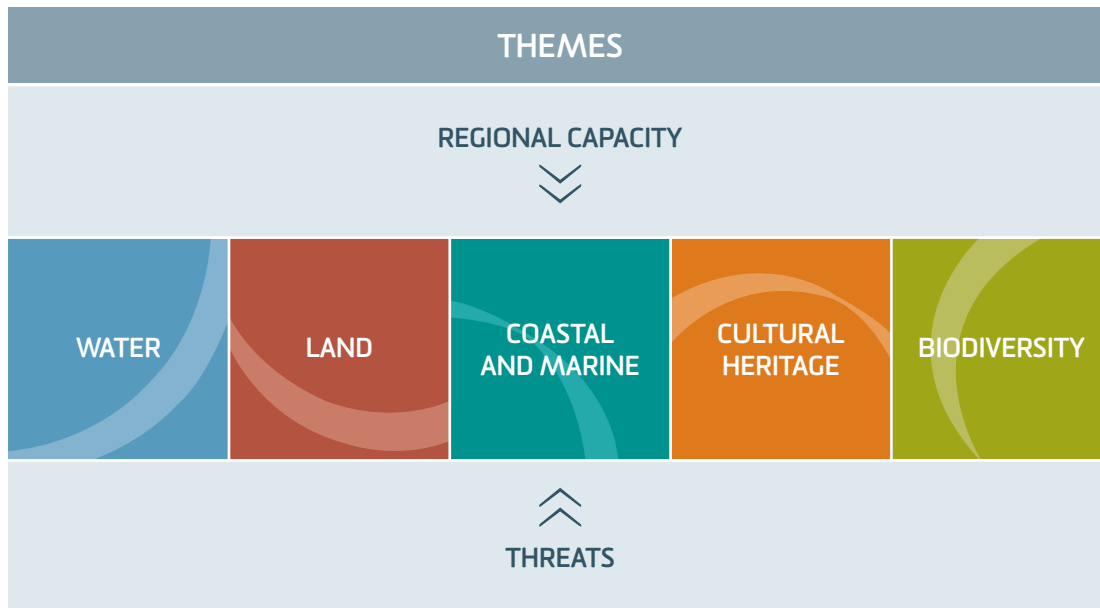 THEMES
REGIONAL CAPACITY
WATER
LAND
COASTAL
AND MARINE
CULTURAL
HERITAGE
BIODIVERSITY
THREATS